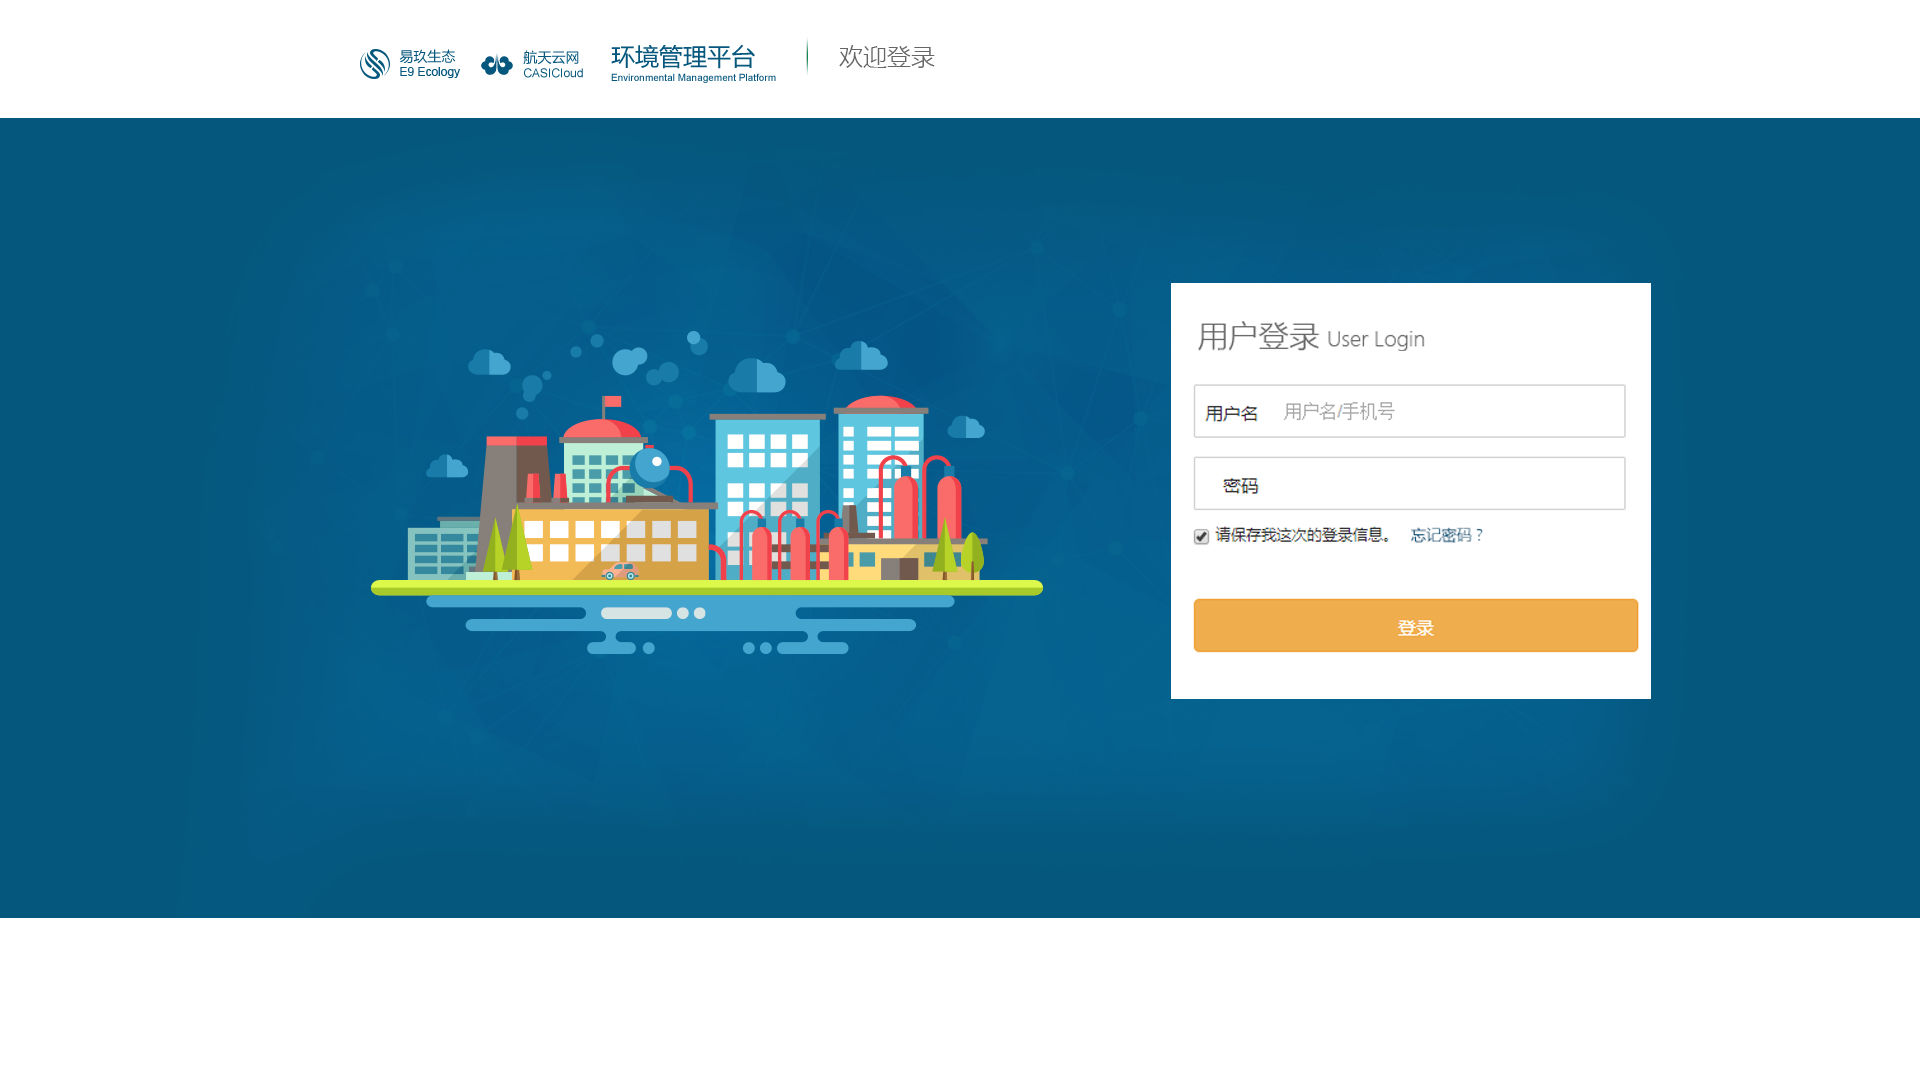 易玖生态
E9 Ecology
航天云网
CASICloud
环境管理平台
Environmental Management Platform
欢迎登录
用户登录 User Login
用户名 用户名/手机号
密码
请保存我这次的登录信息。 忘记密码？
登录